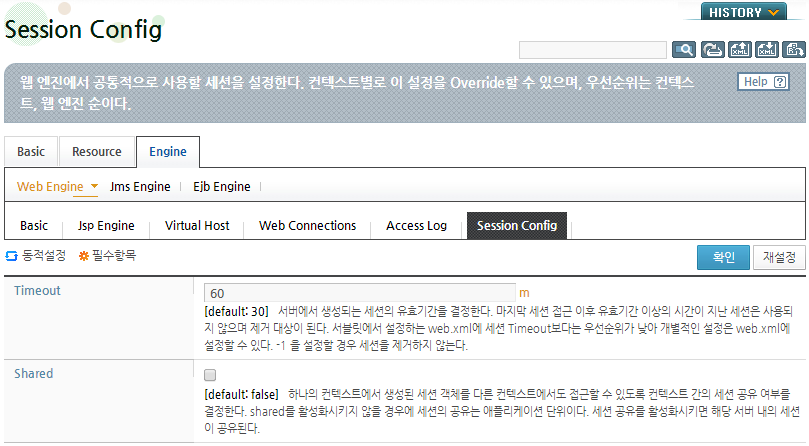 HISTORY
Session Config
웹 엔진에서 공통적으로 사용할 세션을 설정한다. 컨텍스트별로 이 설정을 Override할 수 있으며, 우선순위는 컨텍스
트, 웹 엔진 순이다.
Help ?
Basic Resource Engine
Web Engine Jms Engine Ejb Engine
Basic Jsp Engine Virtual Host Web Connections Access Log Session Config
동적설정 필수항목 확인 재설정
Timeout 60 m
[default: 30] 서버에서 생성되는 세션의 유효기간을 결정한다. 마지막 세션 접근 이후 유효기간 이상의 시간이 지난 세션은 사용되
지 않으며 제거 대상이 된다. 서블릿에서 설정하는 web.xml에 세션 Timeout보다는 우선순위가 낮아 개별적인 설정은 web.xml에
설정할 수 있다. -1 을 설정할 경우 세션을 제거하지 않는다.
Shared
[default: false] 하나의 컨텍스트에서 생성된 세션 객체를 다른 컨텍스트에서도 접근할 수 있도록 컨텍스트 간의 세션 공유 여부를
결정한다. shared를 활성화시키지 않을 경우에 세션의 공유는 애플리케이션 단위이다. 세션 공유를 활성화시키면 해당 서버 내의 세션
이 공유된다.